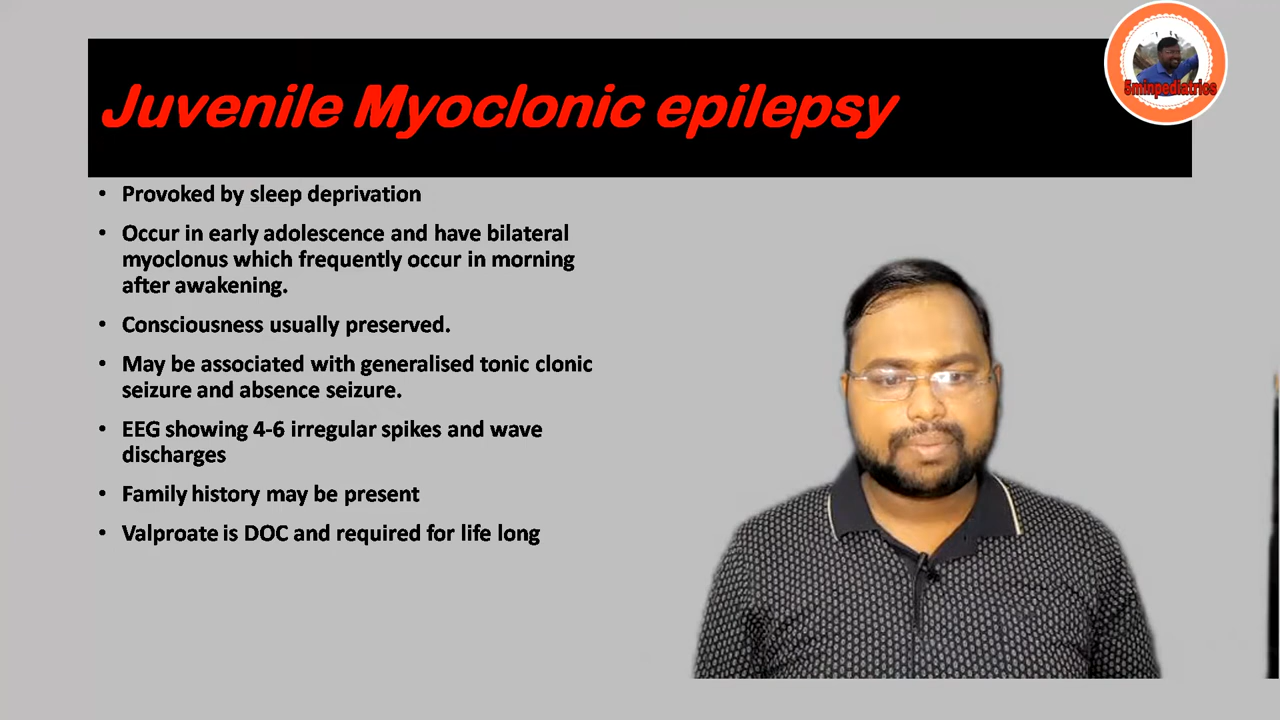 Juvenile Myoclonic epilepsy
5minpediatrics
• Provoked by sleep deprivation
• Occur in early adolescence and have bilateral
myoclonus which frequently occur in morning
after awakening.
• Consciousness usually preserved.
• May be associated with generalised tonic clonic
seizure and absence seizure.
• EEG showing 4-6 irregular spikes and wave
discharges
• Family history may be present
• Valproate is DOC and required for life long